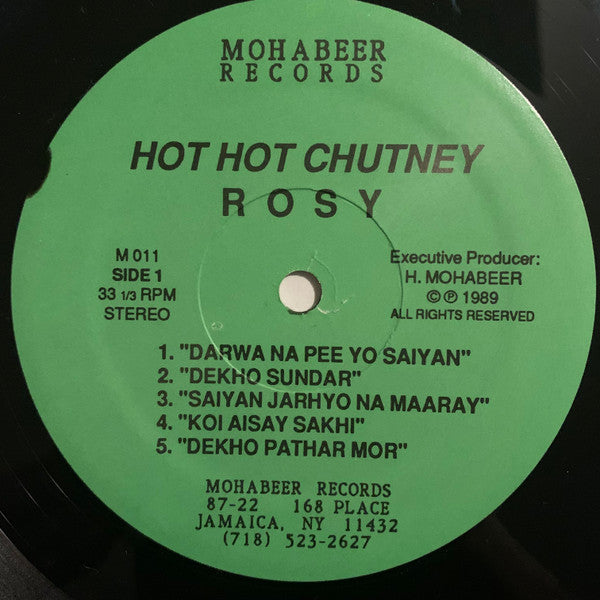 MOHABEER
RECORDS
HOT HOT CHUTNEY
ROSY
M 011
SIDE 1
33 1/3 RPM
STEREO
Executive Producer:
H. MOHABEER
© ℗ 1989
ALL RIGHTS RESERVED
1. "DARWA NA PEE YO SAIYAN"
2. "DEKHO SUNDAR"
3. "SAIYAN JARHYO NA MAARAY"
4. "KOI AISAY SAKHI"
5. "DEKHO PATHAR MOR"
MOHABEER RECORDS
87-22 168 PLACE
JAMAICA, NY 11432
(718) 523-2627